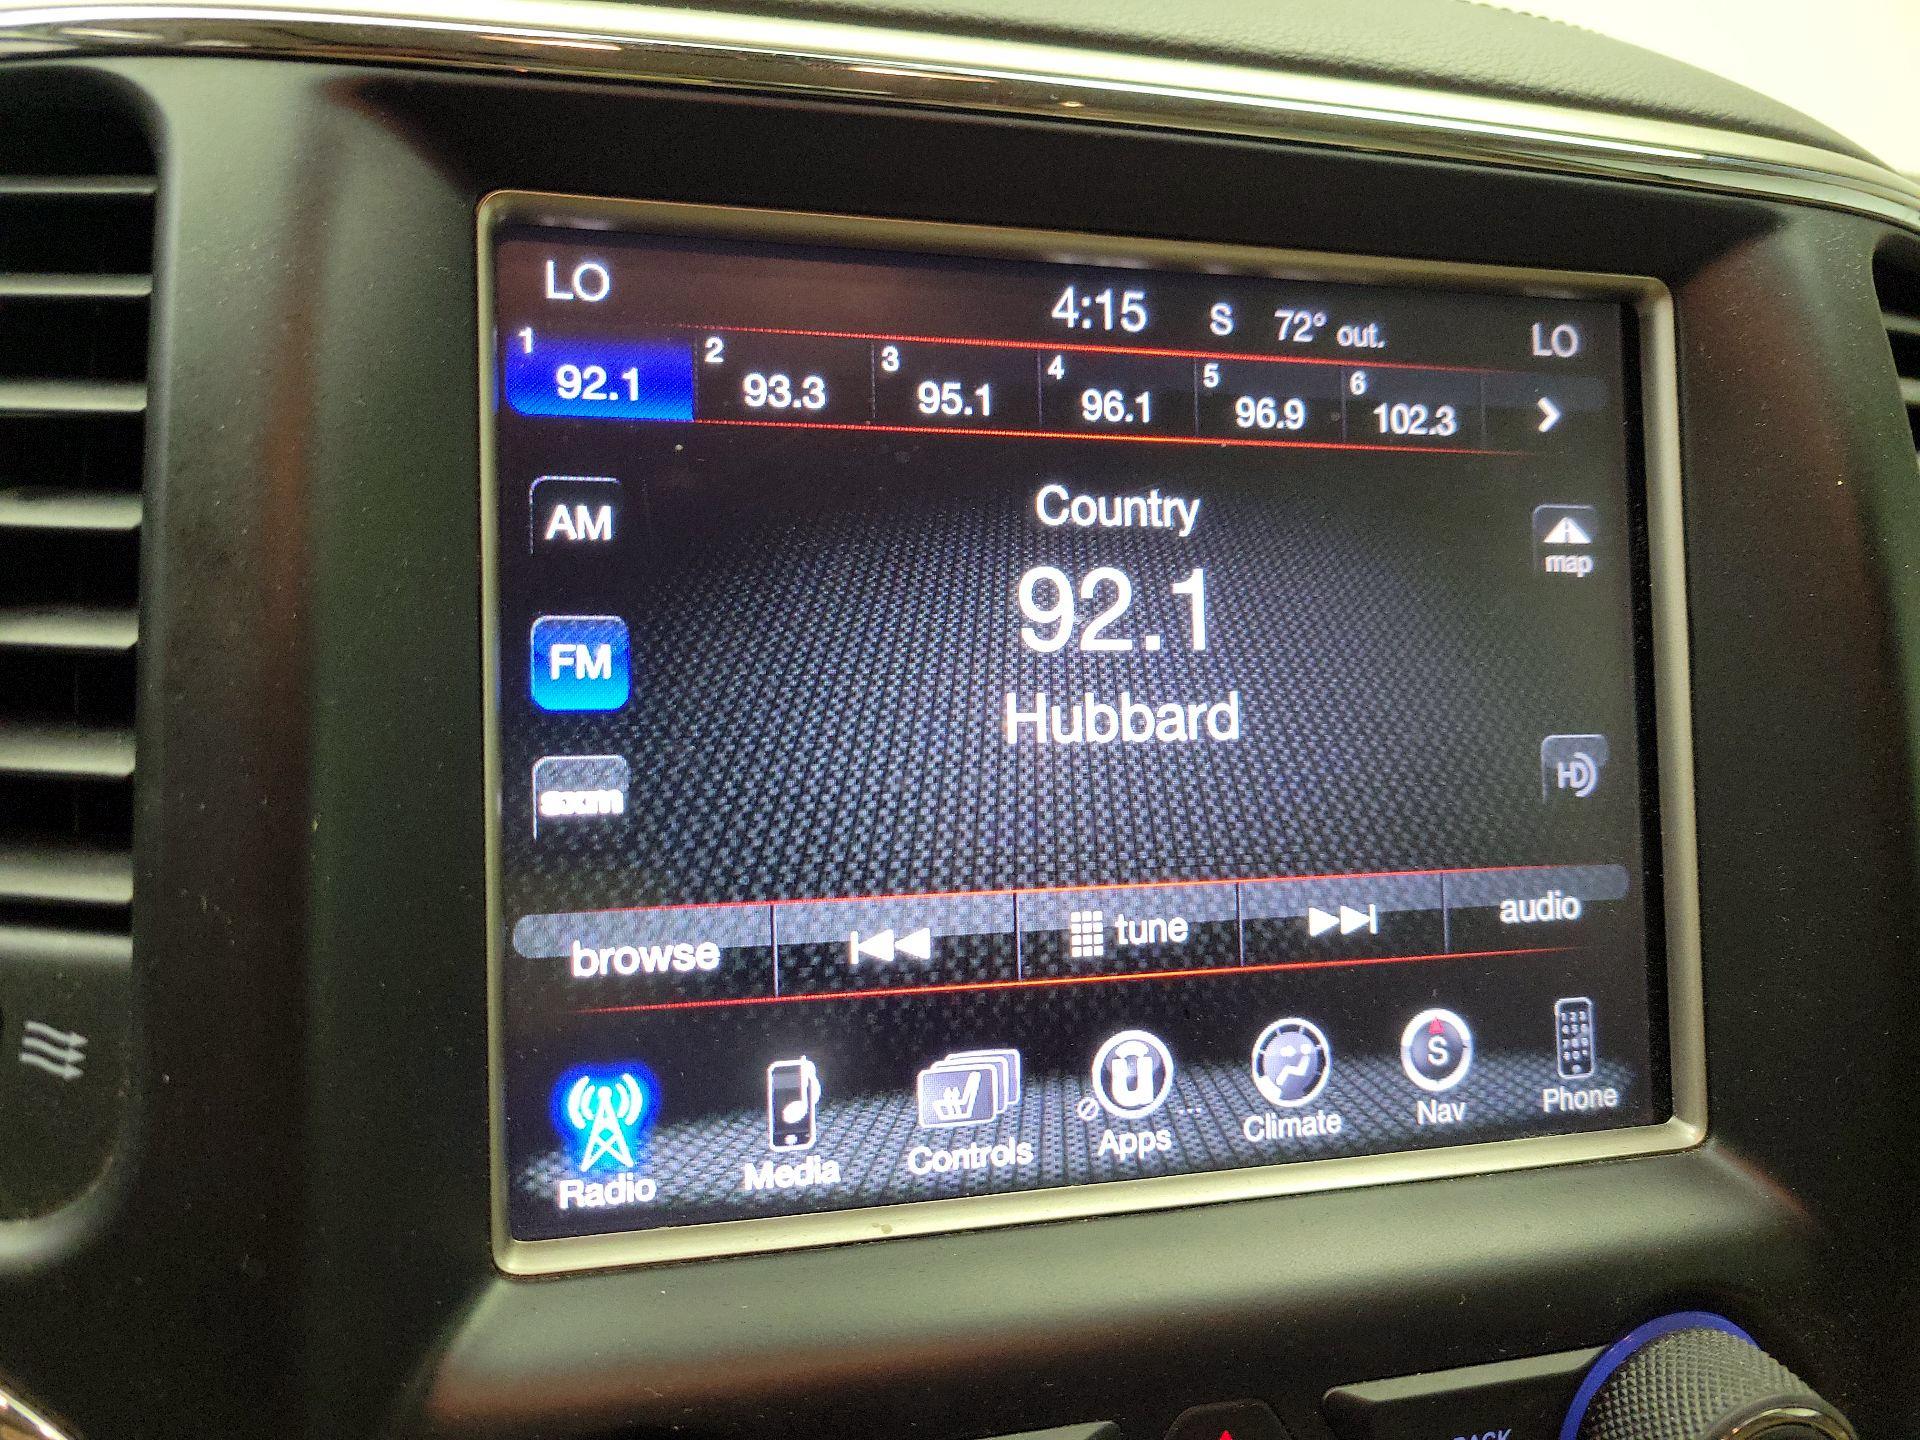 LO 4:15 S 72° out. LO
1 92.1 2 93.3 3 95.1 4 96.1 5 96.9 6 102.3
AM
Country
map
92.1
FM
Hubbard
HD
sxm
browse tune audio
S
Radio Media Controls Apps Climate Nav Phone
BACK